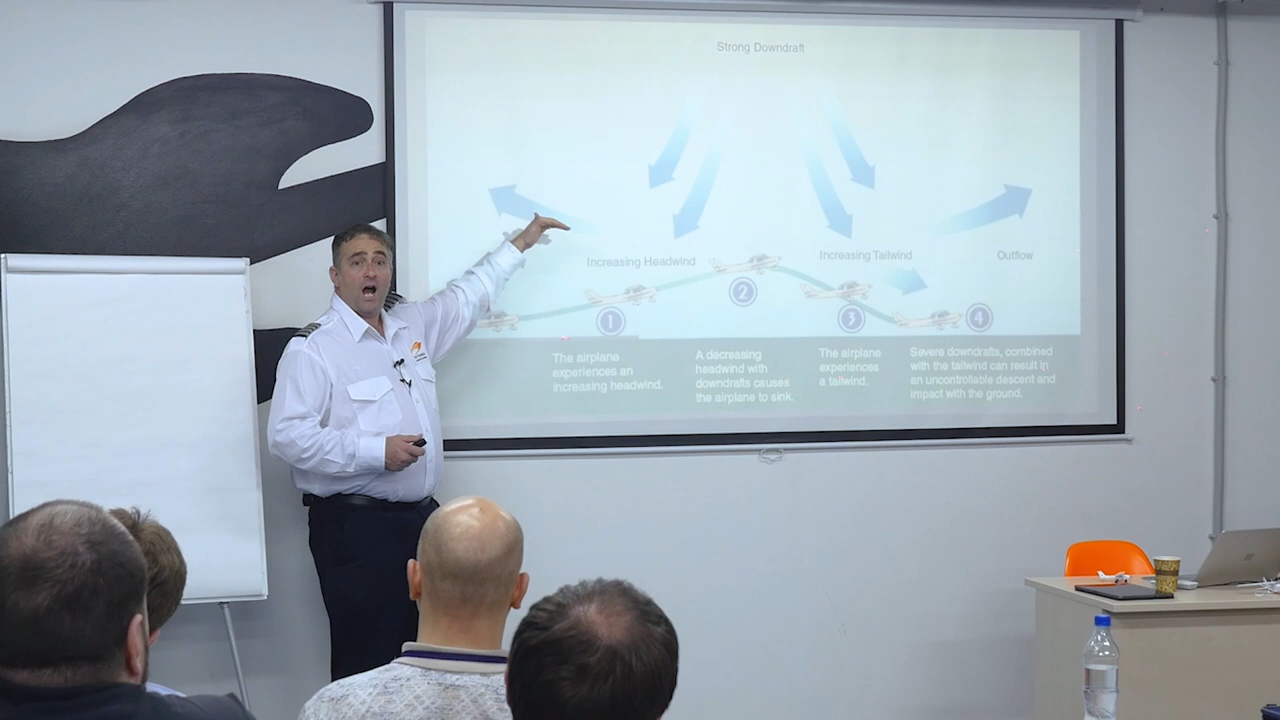 Strong Downdraft
Increasing Headwind
Increasing Tailwind
Outflow
1
2
3
4
The airplane
experiences an
increasing headwind.
A decreasing
headwind with
downdrafts causes
the airplane to sink.
The airplane
experiences
a tailwind.
Severe downdrafts, combined
with the tailwind can result in
an uncontrollable descent and
impact with the ground.